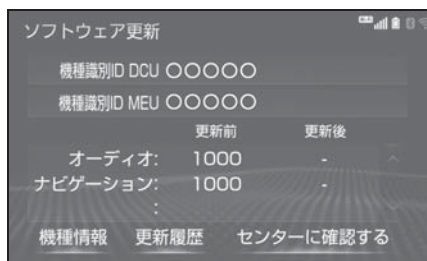 ソフトウェア更新
機種識別ID DCU 〇〇〇〇〇
機種識別ID MEU 〇〇〇〇〇
更新前 更新後
オーディオ: 1000 -
ナビゲーション: 1000 -
:
機種情報 更新履歴 センターに確認する